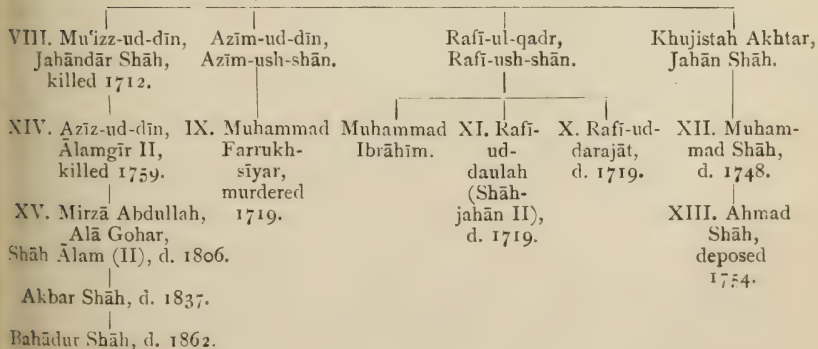 VIII. Mu'izz-ud-dīn,
Jahāndār Shāh,
killed 1712.
Azīm-ud-dīn,
Azīm-ush-shān.
Rafī-ul-qadr,
Rafī-ush-shān.
Khujistah Akhtar,
Jahān Shāh.
XIV. Azīz-ud-dīn,
Ālamgīr II,
killed 1759.
IX. Muhammad
Farrukh-
sīyar,
murdered
1719.
Muhammad
Ibrāhīm.
XI. Rafī-
ud-
daulah
(Shāh-
jahān II),
d. 1719.
X. Rafī-ud-
darajāt,
d. 1719.
XII. Muham-
mad Shāh,
d. 1748.
XV. Mirzā Abdullah,
Alā Gohar,
Shāh Ālam (II), d. 1806.
XIII. Ahmad
Shāh,
deposed
1754.
Akbar Shāh, d. 1837.
Bahādur Shāh, d. 1862.